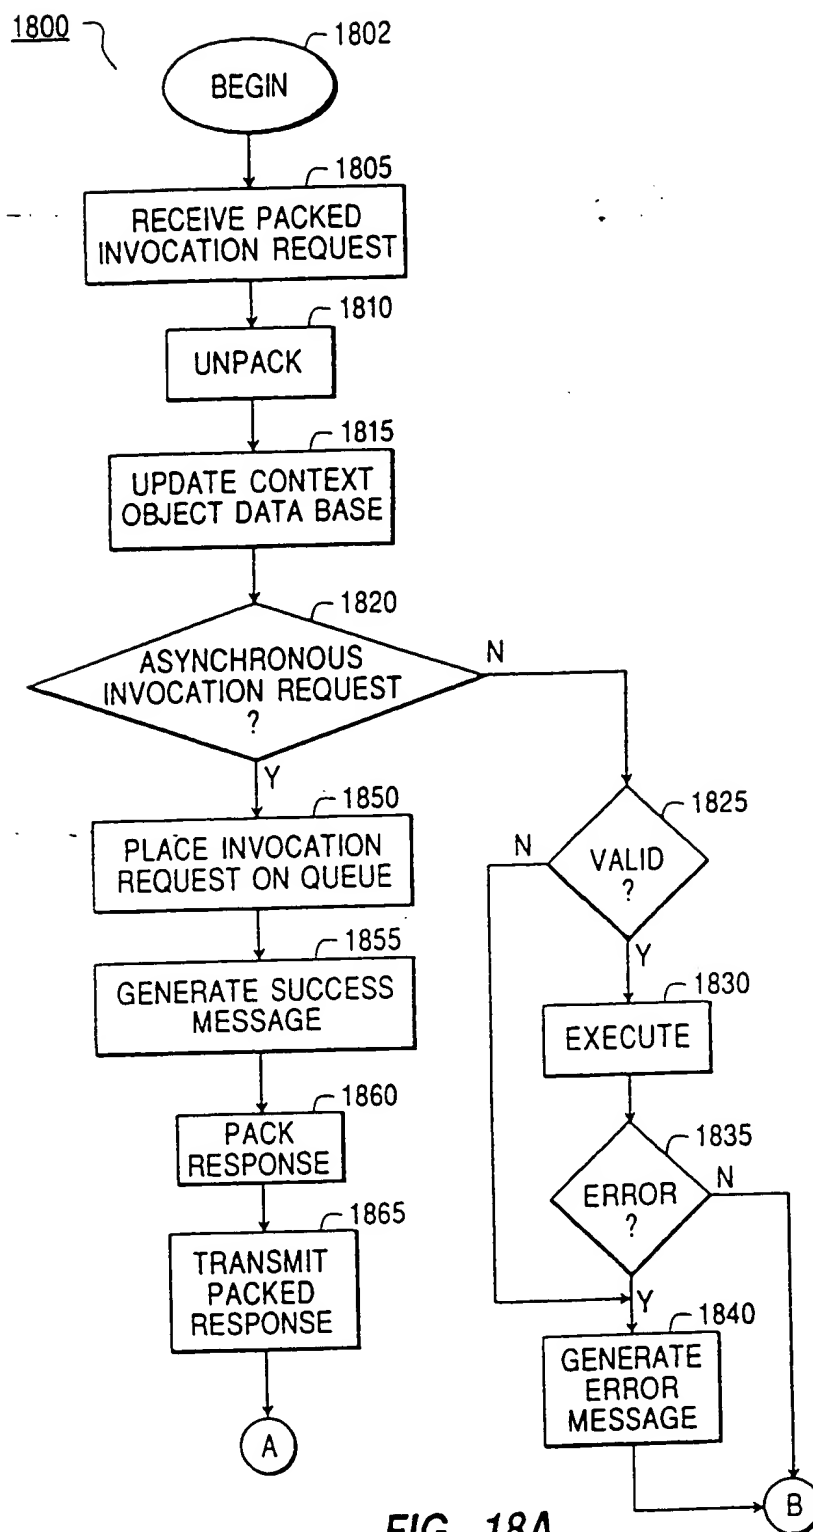 1800
1802
BEGIN
1805
RECEIVE PACKED
INVOCATION REQUEST
1810
UNPACK
1815
UPDATE CONTEXT
OBJECT DATA BASE
1820
ASYNCHRONOUS
INVOCATION REQUEST
?
N
Y
1850
PLACE INVOCATION
REQUEST ON QUEUE
1855
GENERATE SUCCESS
MESSAGE
1860
PACK
RESPONSE
1865
TRANSMIT
PACKED
RESPONSE
A
1825
VALID
?
N
Y
1830
EXECUTE
1835
ERROR
?
N
Y
1840
GENERATE
ERROR
MESSAGE
B
FIG. 18A